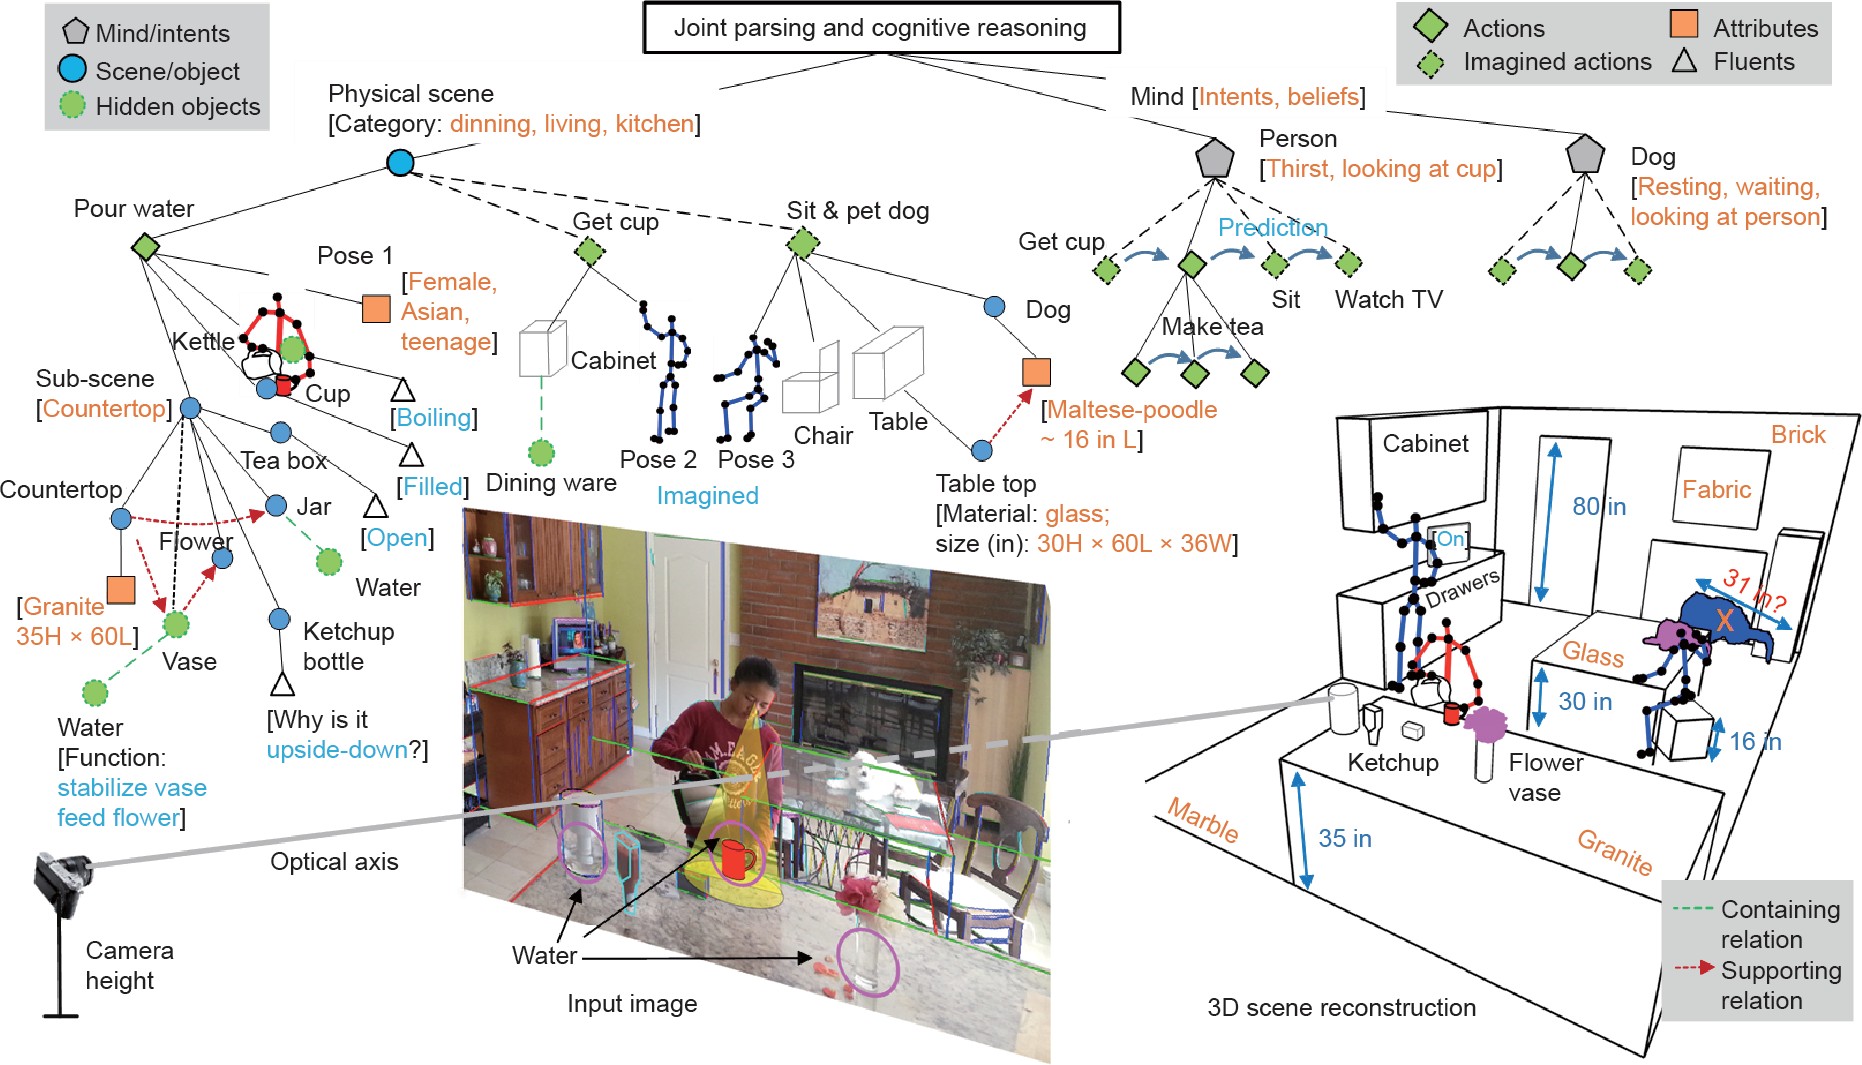 Joint parsing and cognitive reasoning
Mind/intents
Scene/object
Hidden objects
Actions
Attributes
Imagined actions
Fluents
Physical scene
[Category: dinning, living, kitchen]
Mind [Intents, beliefs]
Person
[Thirst, looking at cup]
Dog
[Resting, waiting,
looking at person]
Pour water
Get cup
Sit & pet dog
Prediction
Get cup
Sit
Watch TV
Make tea
Pose 1
[Female,
Asian,
teenage]
Kettle
Cup
[Boiling]
[Filled]
[Open]
Sub-scene
[Countertop]
Tea box
Countertop
Jar
Flower
Water
[Granite
35H × 60L]
Vase
Ketchup
bottle
Water
[Function:
stabilize vase
feed flower]
[Why is it
upside-down?]
Cabinet
Dining ware
Pose 2
Pose 3
Imagined
Chair
Table
Dog
[Maltese-poodle
~ 16 in L]
Table top
[Material: glass;
size (in): 30H × 60L × 36W]
Cabinet
Brick
Fabric
80 in
[On]
Drawers
31 in?
X
Glass
30 in
16 in
Ketchup
Flower
vase
Marble
35 in
Granite
Optical axis
Camera
height
Water
Input image
3D scene reconstruction
Containing
relation
Supporting
relation